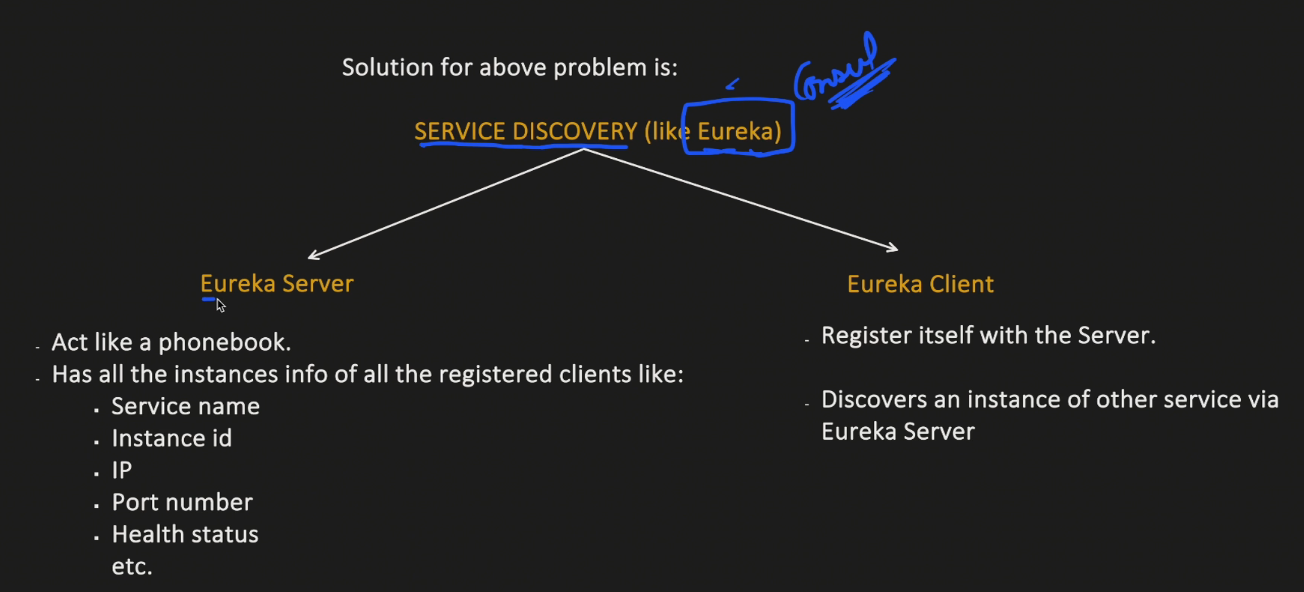 Solution for above problem is:
Consul
SERVICE DISCOVERY (like Eureka)
Eureka Server
- Act like a phonebook.
- Has all the instances info of all the registered clients like:
▪ Service name
▪ Instance id
▪ IP
▪ Port number
▪ Health status
etc.
Eureka Client
- Register itself with the Server.
- Discovers an instance of other service via
Eureka Server